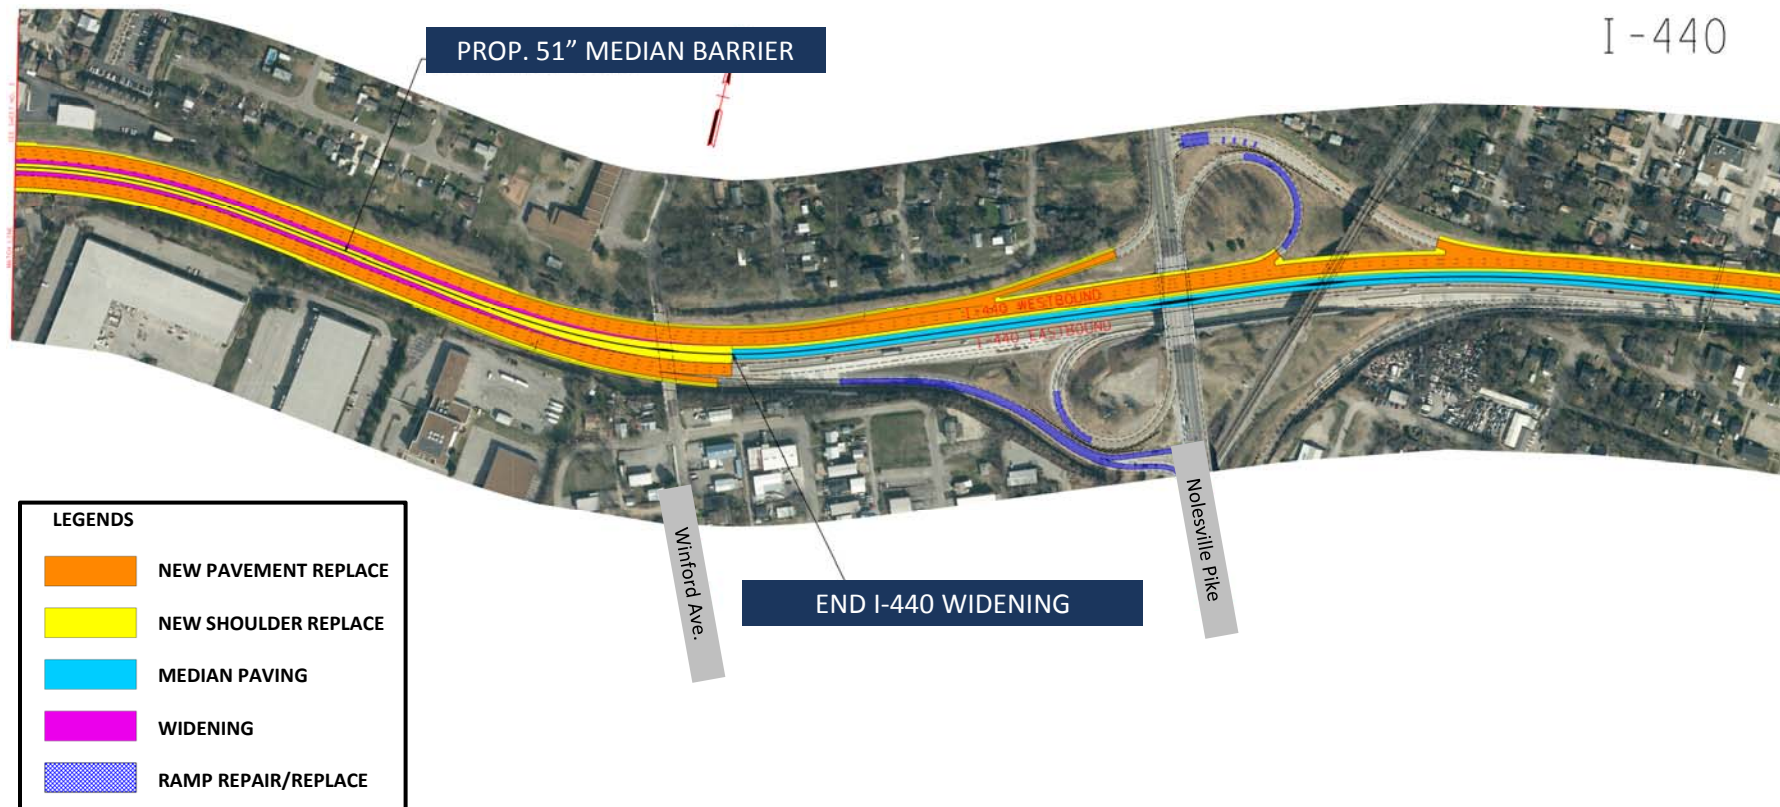 I-440
PROP. 51” MEDIAN BARRIER
I-440 WESTBOUND
I-440 EASTBOUND
Winford Ave.
Nolesville Pike
END I-440 WIDENING
LEGENDS
NEW PAVEMENT REPLACE
NEW SHOULDER REPLACE
MEDIAN PAVING
WIDENING
RAMP REPAIR/REPLACE